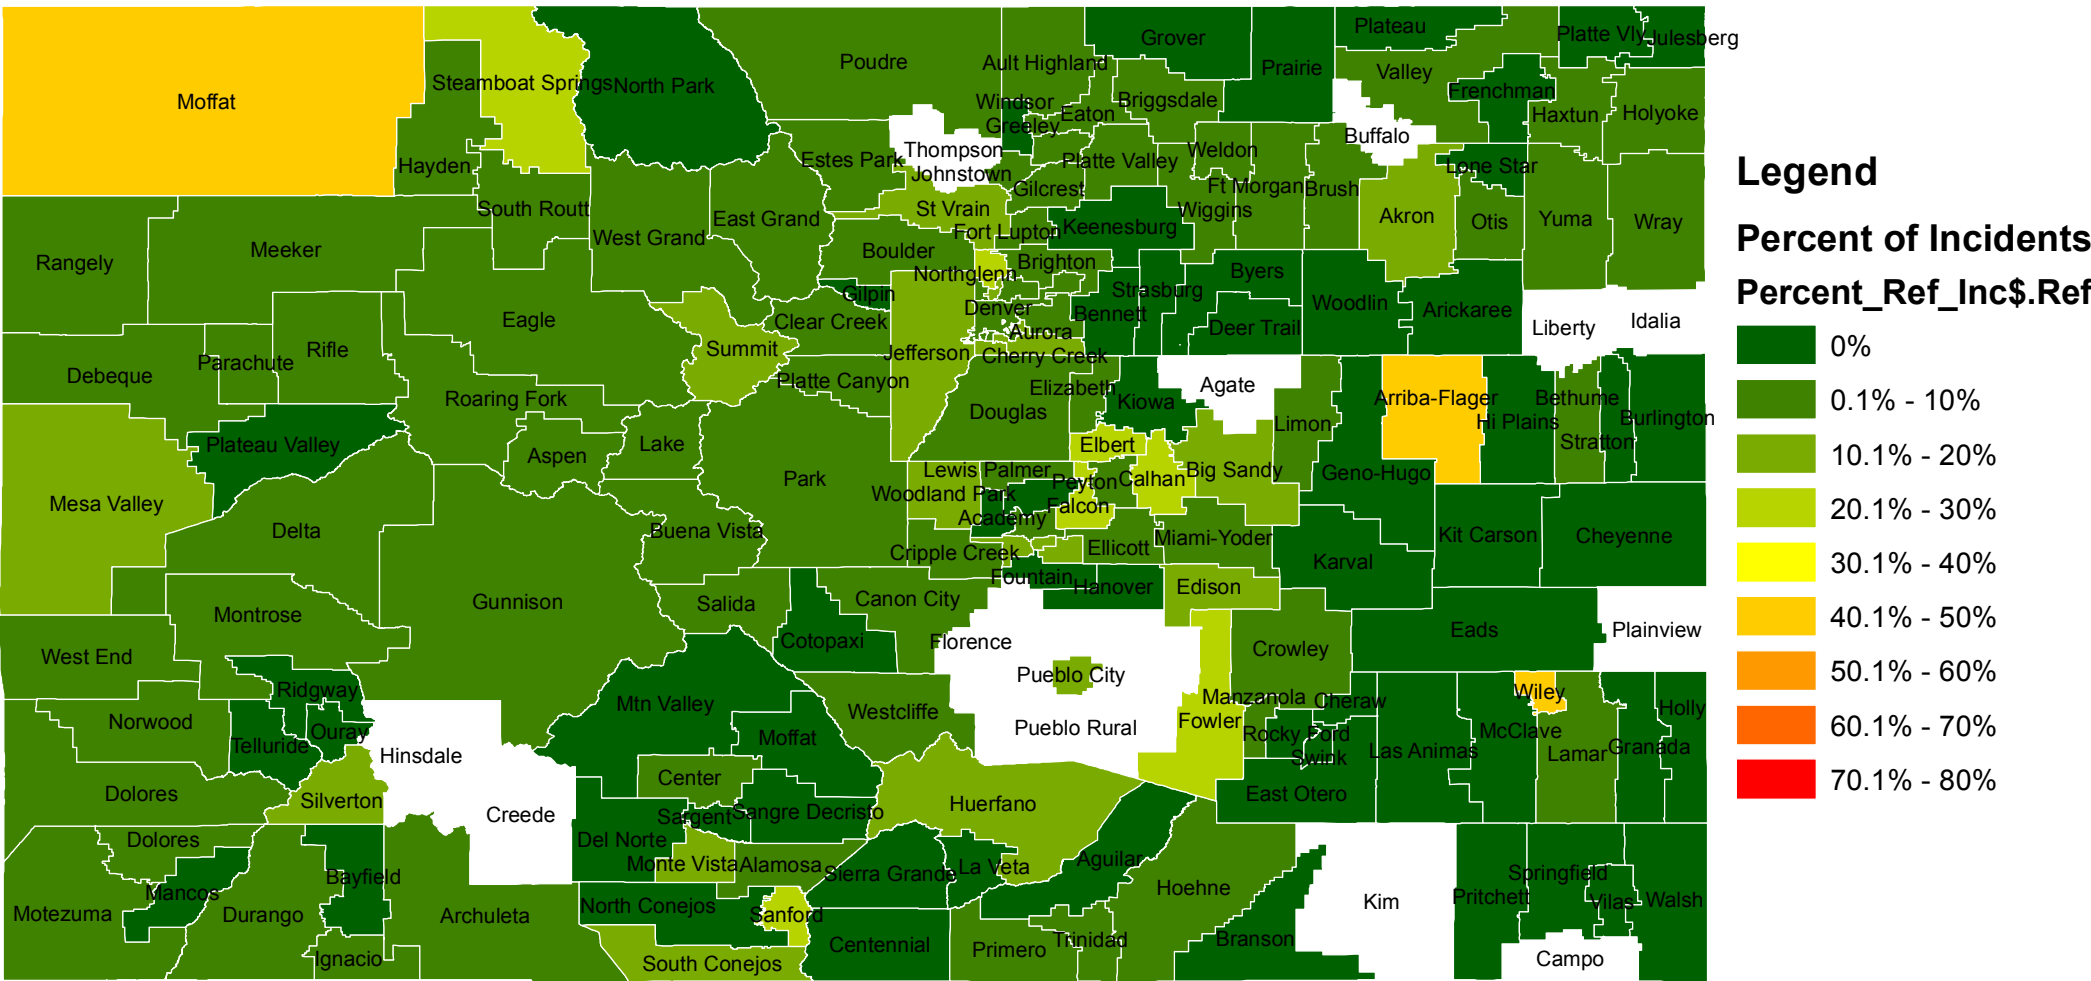 Grover
Plateau
Platte Vly
Julesberg
Poudre
Ault Highland
Prairie
Valley
Steamboat Springs
North Park
Moffat
Windsor
Eaton
Briggsdale
Frenchman
Haxtun
Holyoke
Greeley
Buffalo
Hayden
Estes Park
Thompson
Johnstown
Platte Valley
Weldon
Lone Star
Gilcrest
Ft Morgan
Brush
South Routt
East Grand
St Vrain
Wiggins
Akron
Otis
Yuma
Wray
West Grand
Fort Lupton
Keenesburg
Meeker
Rangely
Boulder
Brighton
Byers
Northglenn
Gilpin
Strasburg
Woodlin
Arickaree
Denver
Bennett
Eagle
Clear Creek
Aurora
Deer Trail
Liberty
Idalia
Rifle
Parachute
Summit
Jefferson
Cherry Creek
Debeque
Platte Canyon
Elizabeth
Agate
Roaring Fork
Douglas
Kiowa
Arriba-Flager
Bethume
Hi Plains
Burlington
Limon
Stratton
Plateau Valley
Lake
Elbert
Aspen
Lewis Palmer
Big Sandy
Geno-Hugo
Park
Woodland Park
Peyton
Calhan
Mesa Valley
Falcon
Academy
Delta
Buena Vista
Cripple Creek
Ellicott
Miami-Yoder
Kit Carson
Cheyenne
Karval
Fountain
Hanover
Edison
Gunnison
Salida
Canon City
Montrose
Cotopaxi
Florence
Crowley
Eads
Plainview
West End
Pueblo City
Ridgway
Mtn Valley
Manzanola
Cheraw
Wiley
Westcliffe
Norwood
Ouray
Telluride
Moffat
Pueblo Rural
Fowler
Rocky Ford
Swink
Las Animas
McClave
Lamar
Granada
Holly
Hinsdale
Center
Dolores
Silverton
Creede
Sargent
Sangre Decristo
Huerfano
East Otero
Dolores
Del Norte
Monte Vista
Alamosa
Sierra Grande
La Veta
Aguilar
Mancos
Bayfield
Hoehne
Springfield
Motezuma
Durango
Archuleta
North Conejos
Sanford
Kim
Pritchett
Vilas
Walsh
Centennial
Primero
Trinidad
Branson
Ignacio
South Conejos
Campo
Legend
Percent of Incidents
Percent_Ref_Inc$.Ref
0%
0.1% - 10%
10.1% - 20%
20.1% - 30%
30.1% - 40%
40.1% - 50%
50.1% - 60%
60.1% - 70%
70.1% - 80%